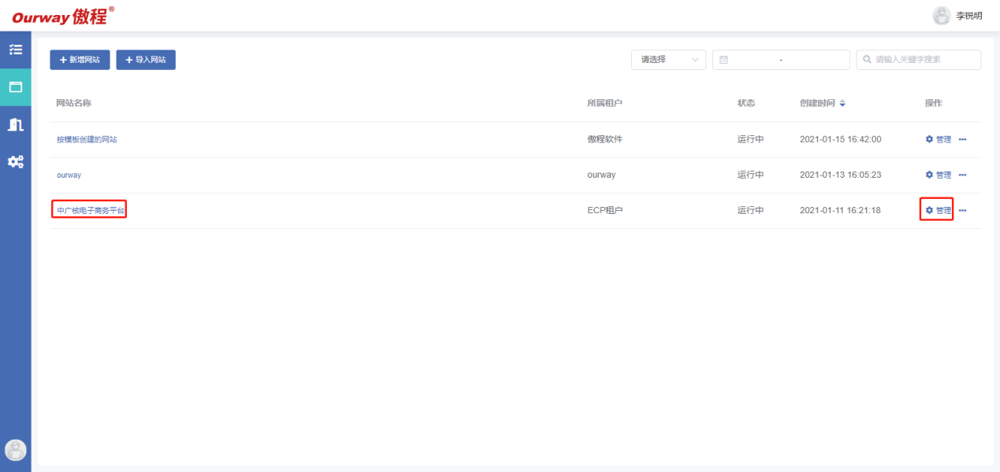 Ourway 傲程®
李锐明
新增网站
导入网站
请选择
-
请输入关键字搜素
网站名称 所属租户 状态 创建时间 操作
按模板创建的网站 傲程软件 运行中 2021-01-15 16:42:00 管理 ···
ourway ourway 运行中 2021-01-13 16:05:23 管理 ···
中广核电子商务平台 ECP租户 运行中 2021-01-11 16:21:18 管理 ···